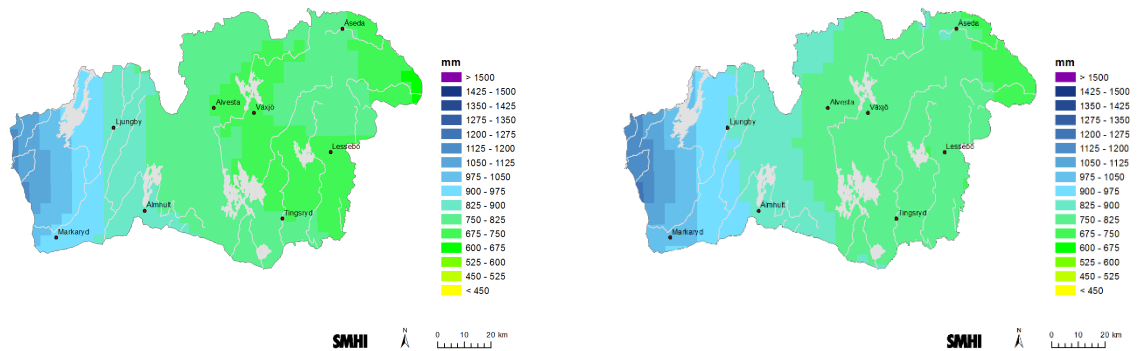 Åseda
mm
> 1500
1425 - 1500
1350 - 1425
1275 - 1350
1200 - 1275
1125 - 1200
1050 - 1125
975 - 1050
900 - 975
825 - 900
750 - 825
675 - 750
600 - 675
525 - 600
450 - 525
< 450
Alvesta
Växjö
Ljungby
Lessebo
Älmhult
Tingsryd
Markaryd
SMHI
N
0 10 20 km
Åseda
mm
> 1500
1425 - 1500
1350 - 1425
1275 - 1350
1200 - 1275
1125 - 1200
1050 - 1125
975 - 1050
900 - 975
825 - 900
750 - 825
675 - 750
600 - 675
525 - 600
450 - 525
< 450
Alvesta
Växjö
Ljungby
Lessebo
Älmhult
Tingsryd
Markaryd
SMHI
N
0 10 20 km